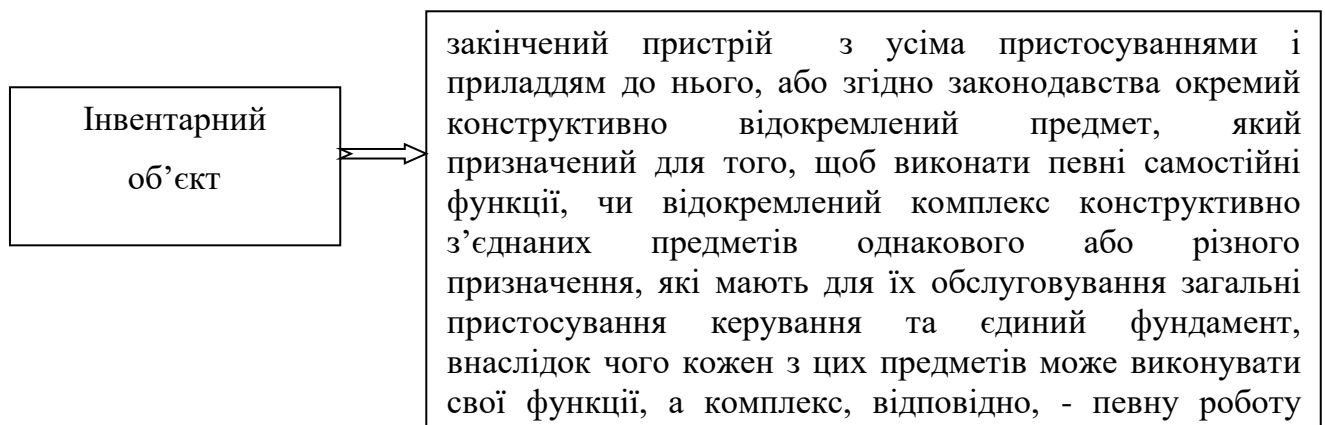 Інвентарний
об’єкт
закінчений пристрій з усіма пристосуваннями і
приладдям до нього, або згідно законодавства окремий
конструктивно відокремлений предмет, який
призначений для того, щоб виконати певні самостійні
функції, чи відокремлений комплекс конструктивно
з’єднаних предметів однакового або різного
призначення, які мають для їх обслуговування загальні
пристосування керування та єдиний фундамент,
внаслідок чого кожен з цих предметів може виконувати
свої функції, а комплекс, відповідно, - певну роботу